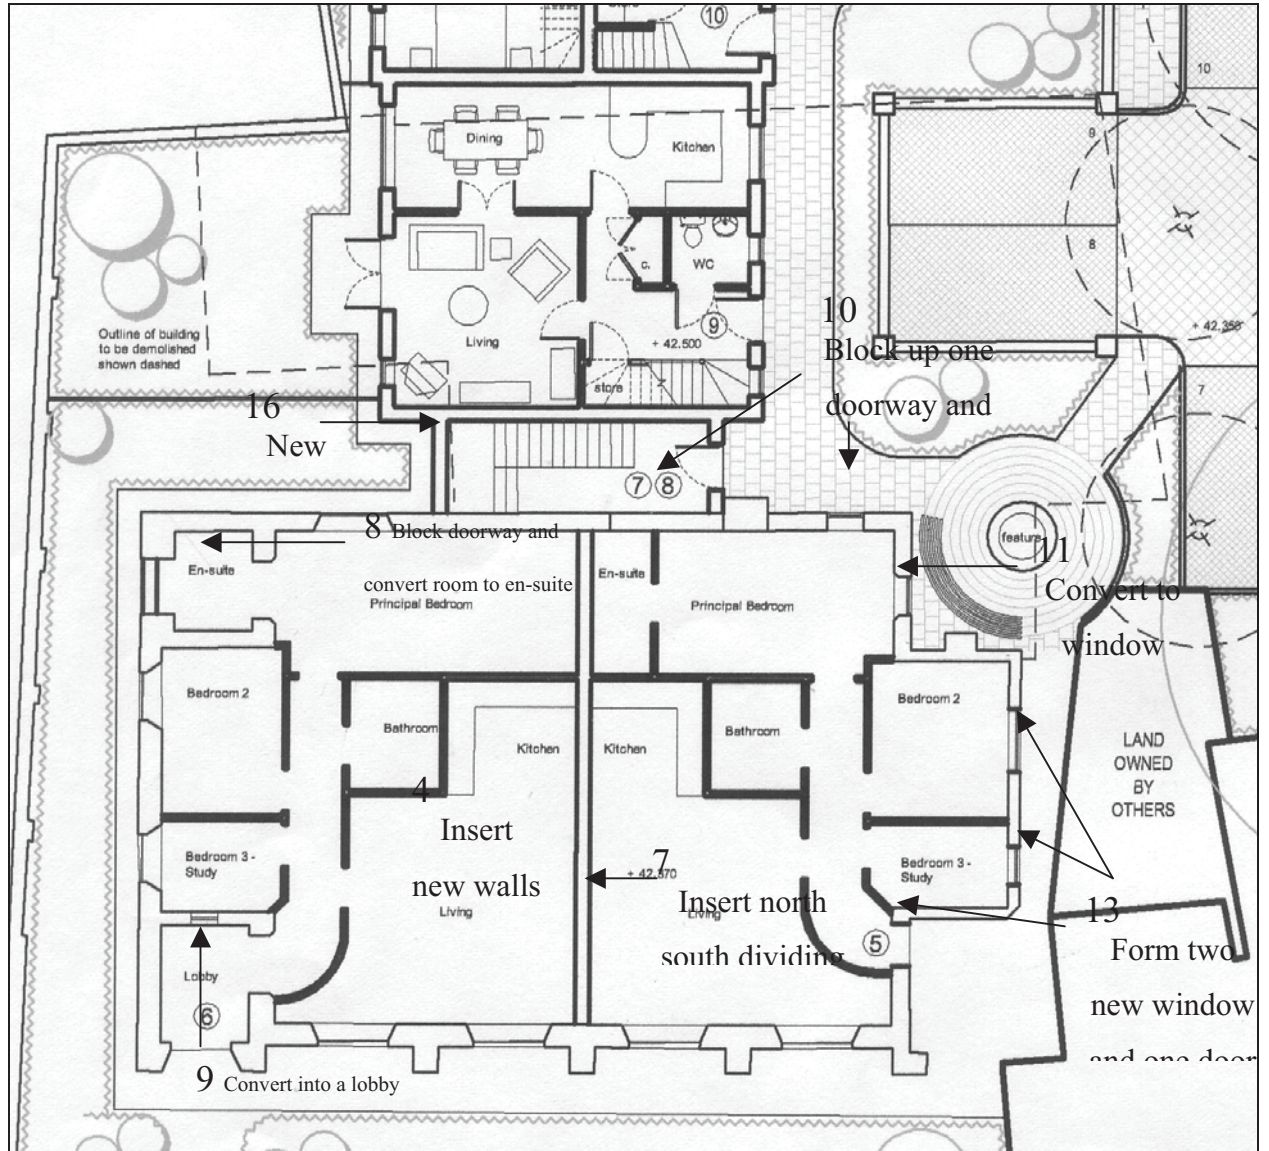 10
10
9
Dining
Kitchen
8
c.
WC
9
+ 42.500
10
+ 42.358
Outline of building
to be demolished
shown dashed
Living
Block up one
store
7
16
doorway and
New
7
8
8 Block doorway and
feature
11
En-suite
En-suite
convert room to en-suite
Convert to
Principal Bedroom
Principal Bedroom
window
Bedroom 2
Bedroom 2
Bathroom
Bathroom
Kitchen
Kitchen
LAND
OWNED
BY
OTHERS
4
Insert
new walls
Bedroom 3 -
Study
7
+ 42.370
Bedroom 3 -
Study
Living
Insert north
Living
south dividing
13
5
Form two
Lobby
6
new window
and one door
9 Convert into a lobby